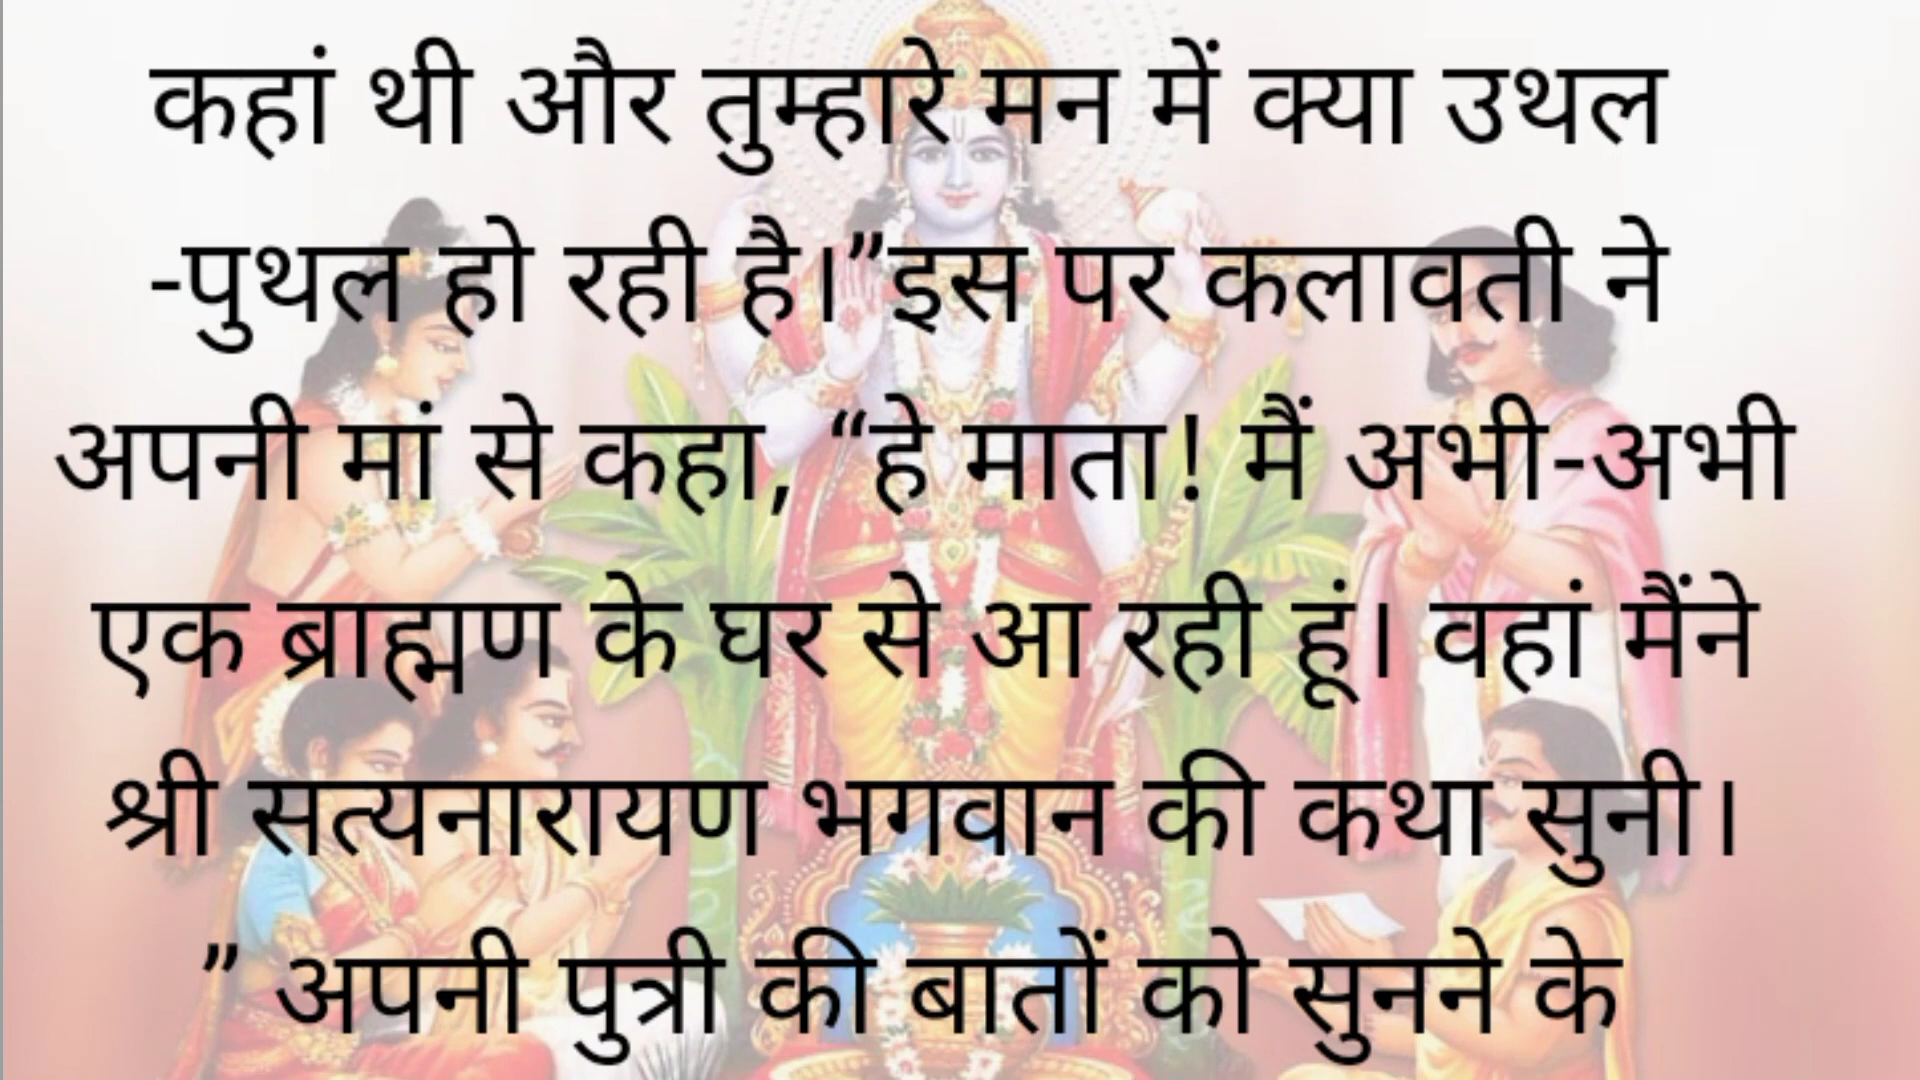 कहां थी और तुम्हारे मन में क्या उथल
-पुथल हो रही है।”इस पर कलावती ने
अपनी मां से कहा, “हे माता! मैं अभी-अभी
एक ब्राह्मण के घर से आ रही हूं। वहां मैंने
श्री सत्यनारायण भगवान की कथा सुनी।
” अपनी पुत्री की बातों को सुनने के